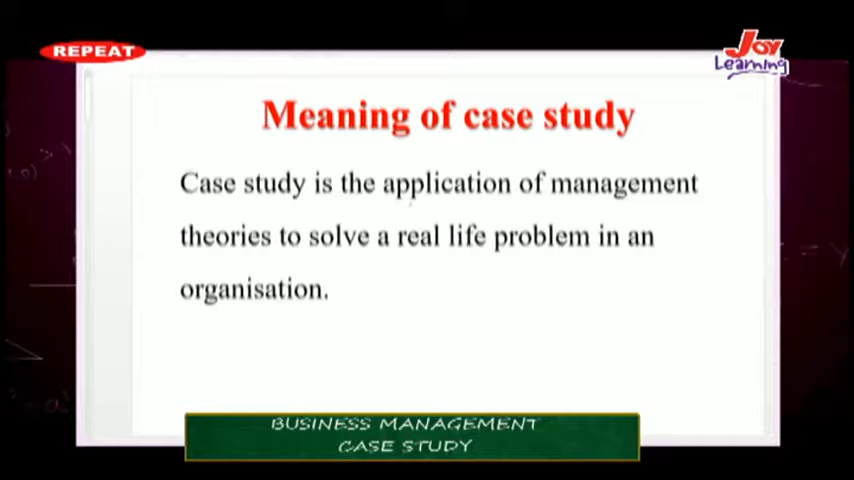 REPEAT
Joy
Learning
Meaning of case study
Case study is the application of management
theories to solve a real life problem in an
organisation.
BUSINESS MANAGEMENT
CASE STUDY